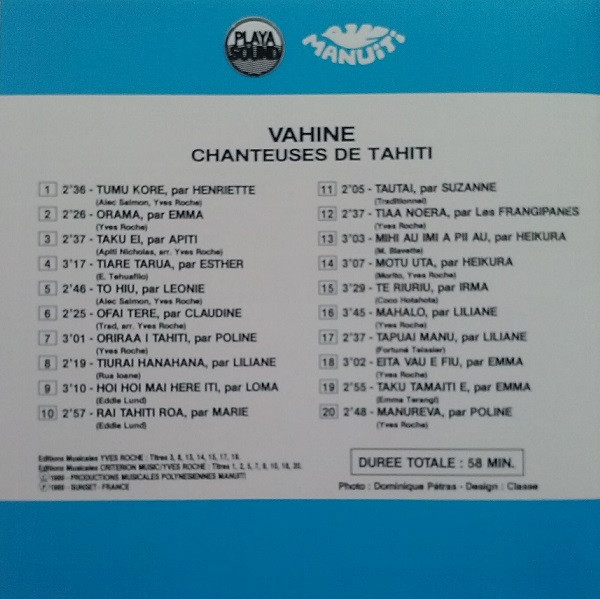 PLAYA
SOUND
MANUITI
VAHINE
CHANTEUSES DE TAHITI
1 2'36 - TUMU KORE, par HENRIETTE
(Alec Salmon, Yves Roche)
2 2'26 - ORAMA, par EMMA
(Yves Roche)
3 2'37 - TAKU EI, par APITI
(Apiti Nicholas, arr. Yves Roche)
4 3'17 - TIARE TARUA, par ESTHER
(E. Tehuafilo)
5 2'46 - TO HIU, par LEONIE
(Alec Salmon, Yves Roche)
6 2'25 - OFAI TERE, par CLAUDINE
(Trad, arr. Yves Roche)
7 3'01 - ORIRAA I TAHITI, par POLINE
(Yves Roche)
8 2'19 - TIURAI HANAHANA, par LILIANE
(Rua Ioane)
9 3'10 - HOI HOI MAI HERE ITI, par LOMA
(Eddie Lund)
10 2'57 - RAI TAHITI ROA, par MARIE
(Eddie Lund)
11 2'05 - TAUTAI, par SUZANNE
(Traditionnel)
12 2'37 - TIAA NOERA, par Les FRANGIPANES
(Yves Roche)
13 3'03 - MIHI AU IMI A PII AU, par HEIKURA
(M. Blavette)
14 3'07 - MOTU UTA, par HEIKURA
(Morito, Yves Roche)
15 3'29 - TE RIURIU, par IRMA
(Coco Hotahota)
16 3'45 - MAHALO, par LILIANE
(Yves Roche)
17 2'37 - TAPUAI MANU, par LILIANE
(Fortuné Teissier)
18 3'02 - EITA VAU E FIU, par EMMA
(Yves Roche)
19 2'55 - TAKU TAMAITI E, par EMMA
(Emma Terangi)
20 2'48 - MANUREVA, par POLINE
(Yves Roche)
Editions Musicales YVES ROCHE : Titres 3, 8, 13, 14, 15, 17, 19.
Editions Musicales CRITERION MUSIC/YVES ROCHE : Titres 1, 2, 5, 7, 9, 10, 18, 20.
PRODUCTIONS MUSICALES POLYNESIENNES MANUITI
SUNSET - FRANCE
DUREE TOTALE : 58 MIN.
Photo : Dominique Pétras - Design : Classe